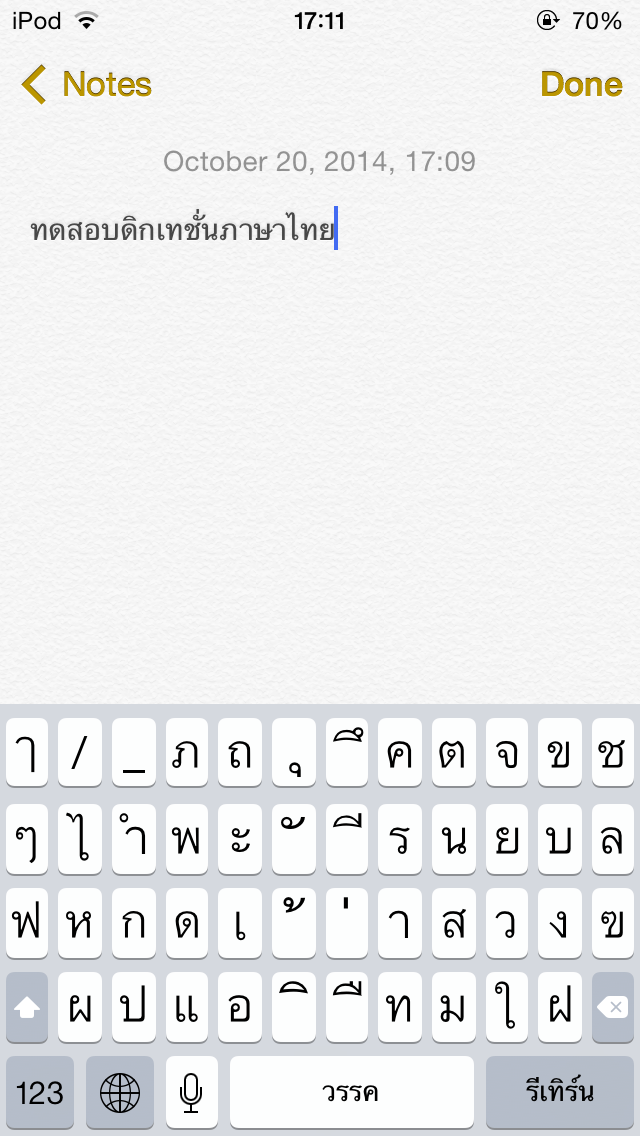 iPod 17:11 70%
Notes Done
October 20, 2014, 17:09
ทดสอบดิกเทชั่นภาษาไทย
ๅ / _ ภ ถ ุ ึ ค ต จ ข ช
ๆ ไ ำ พ ะ ั ี ร น ย บ ล
ฟ ห ก ด เ ้ ่ า ส ว ง ฃ
ผ ป แ อ ิ ื ท ม ใ ฝ
123 วรรค รีเทิร์น